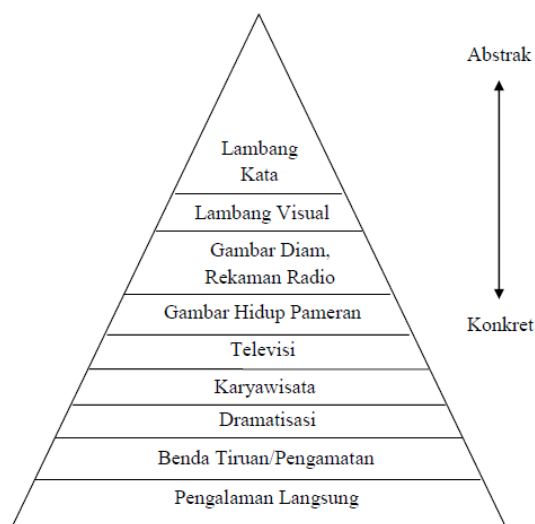 Abstrak
Lambang
Kata
Lambang Visual
Gambar Diam,
Rekaman Radio
Gambar Hidup Pameran
Konkret
Televisi
Karyawisata
Dramatisasi
Benda Tiruan/Pengamatan
Pengalaman Langsung